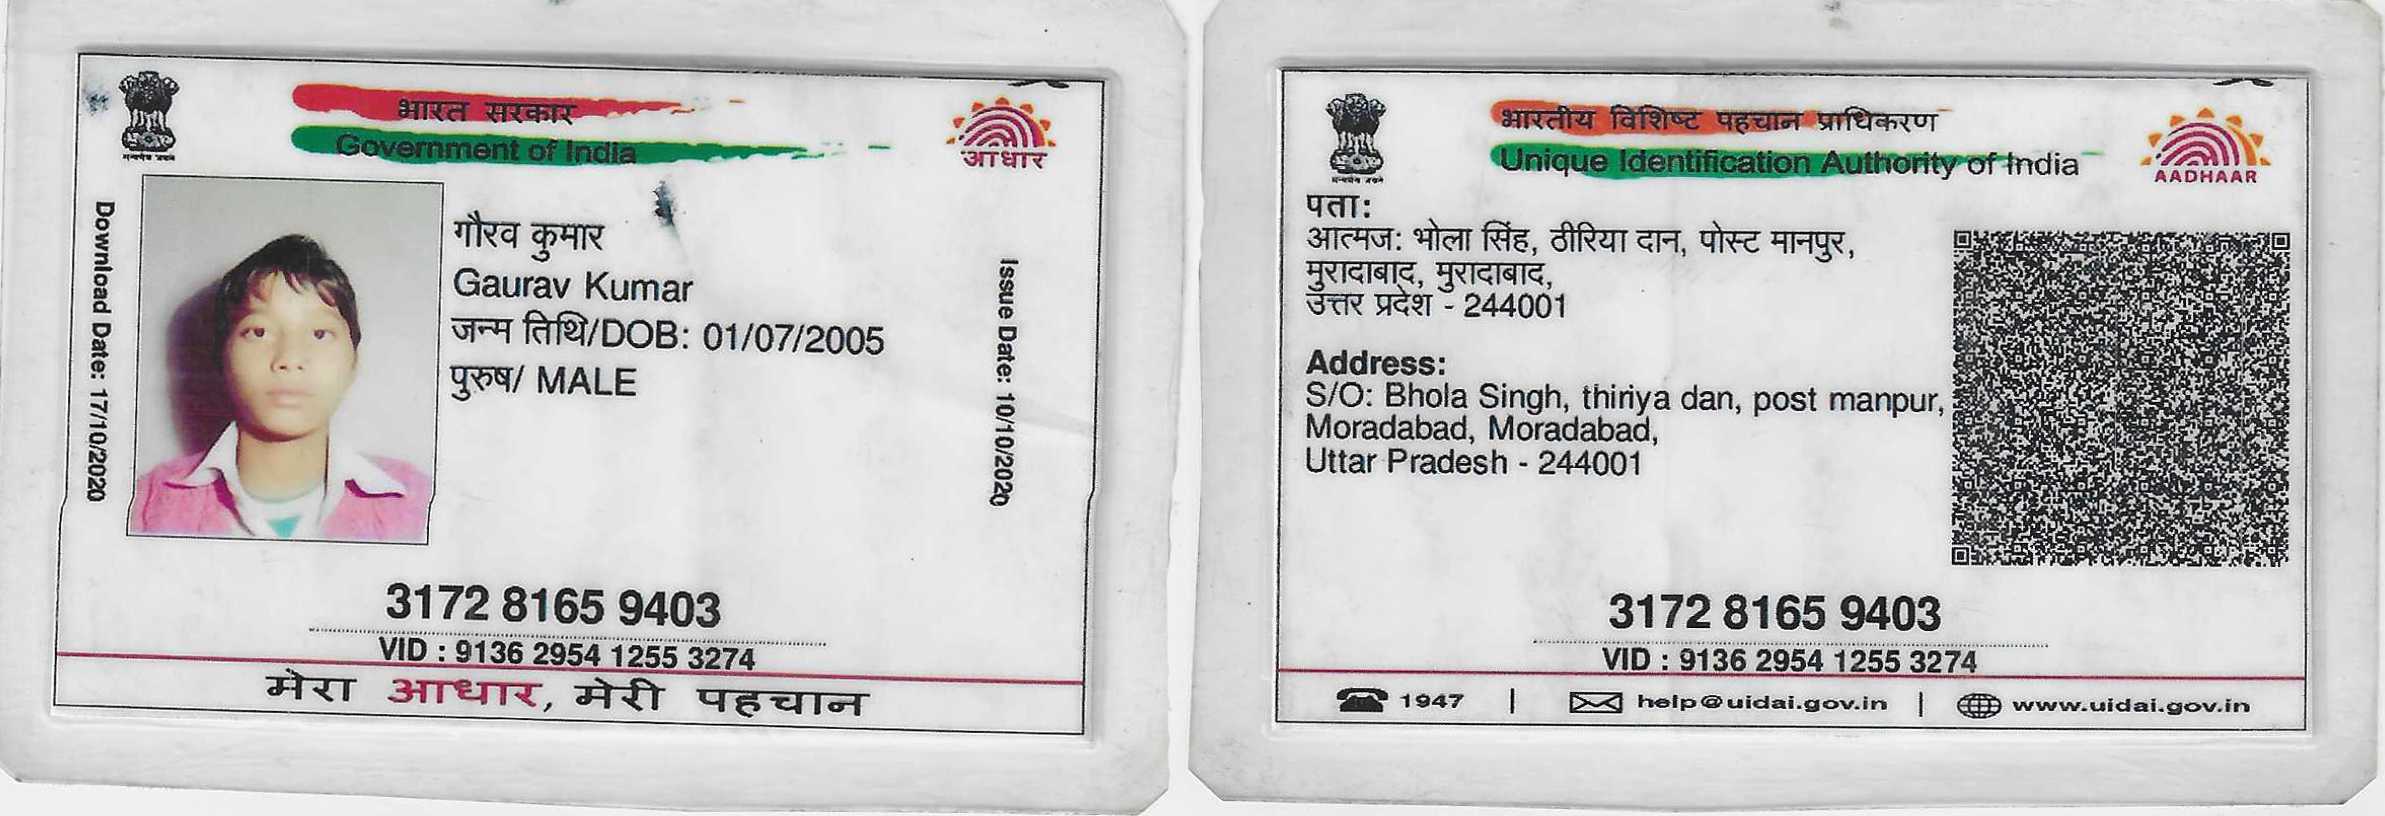 भारत सरकार
Government of India
आधार
Download Date: 17/10/2020
गौरव कुमार
Gaurav Kumar
जन्म तिथि/DOB: 01/07/2005
पुरुष/ MALE
Issue Date: 10/10/2020
3172 8165 9403
VID : 9136 2954 1255 3274
मेरा आधार, मेरी पहचान
भारतीय विशिष्ट पहचान प्राधिकरण
Unique Identification Authority of India
AADHAAR
पता:
आत्मज: भोला सिंह, ठीरिया दान, पोस्ट मानपुर,
मुरादाबाद, मुरादाबाद,
उत्तर प्रदेश - 244001
Address:
S/O: Bhola Singh, thiriya dan, post manpur,
Moradabad, Moradabad,
Uttar Pradesh - 244001
3172 8165 9403
VID : 9136 2954 1255 3274
1947 | help@uidai.gov.in | www.uidai.gov.in